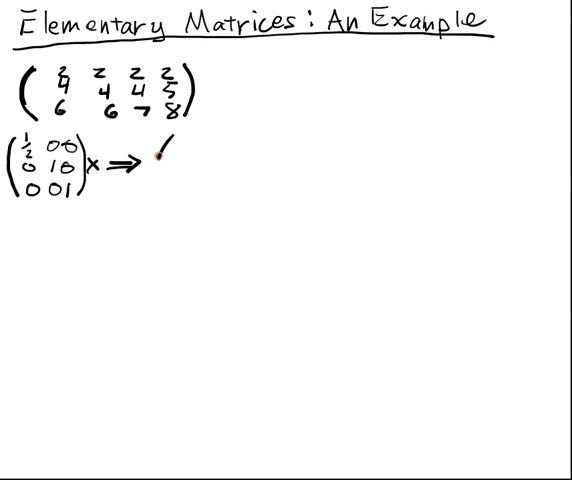 Elementary Matrices: An Example
( 2 2 2 2
4 4 4 5
6 6 7 8 )
( 1/2 0 0
0 1 0
0 0 1 ) x ⇒ (